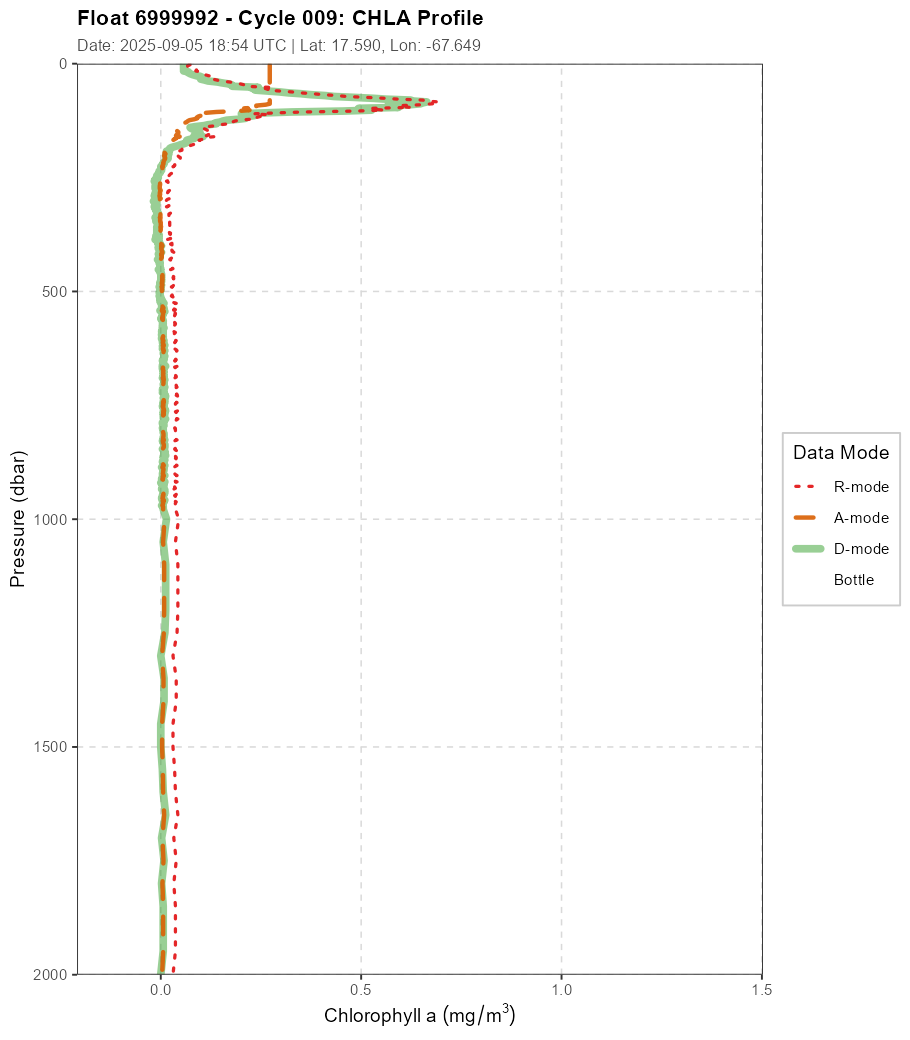 Float 6999992 - Cycle 009: CHLA Profile
Date: 2025-09-05 18:54 UTC | Lat: 17.590, Lon: -67.649
0
500
1000
1500
2000
Pressure (dbar)
0.0
0.5
1.0
1.5
Chlorophyll a (mg/m³)
Data Mode
R-mode
A-mode
D-mode
Bottle